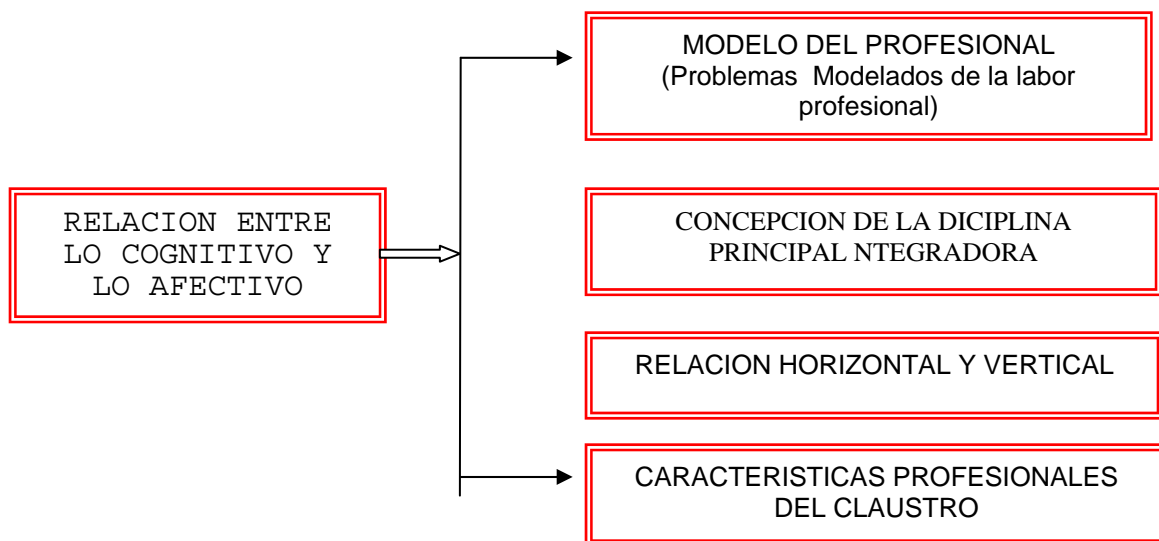 MODELO DEL PROFESIONAL
(Problemas Modelados de la labor
profesional)
RELACION ENTRE
LO COGNITIVO Y
LO AFECTIVO
CONCEPCION DE LA DICIPLINA
PRINCIPAL NTEGRADORA
RELACION HORIZONTAL Y VERTICAL
CARACTERISTICAS PROFESIONALES
DEL CLAUSTRO